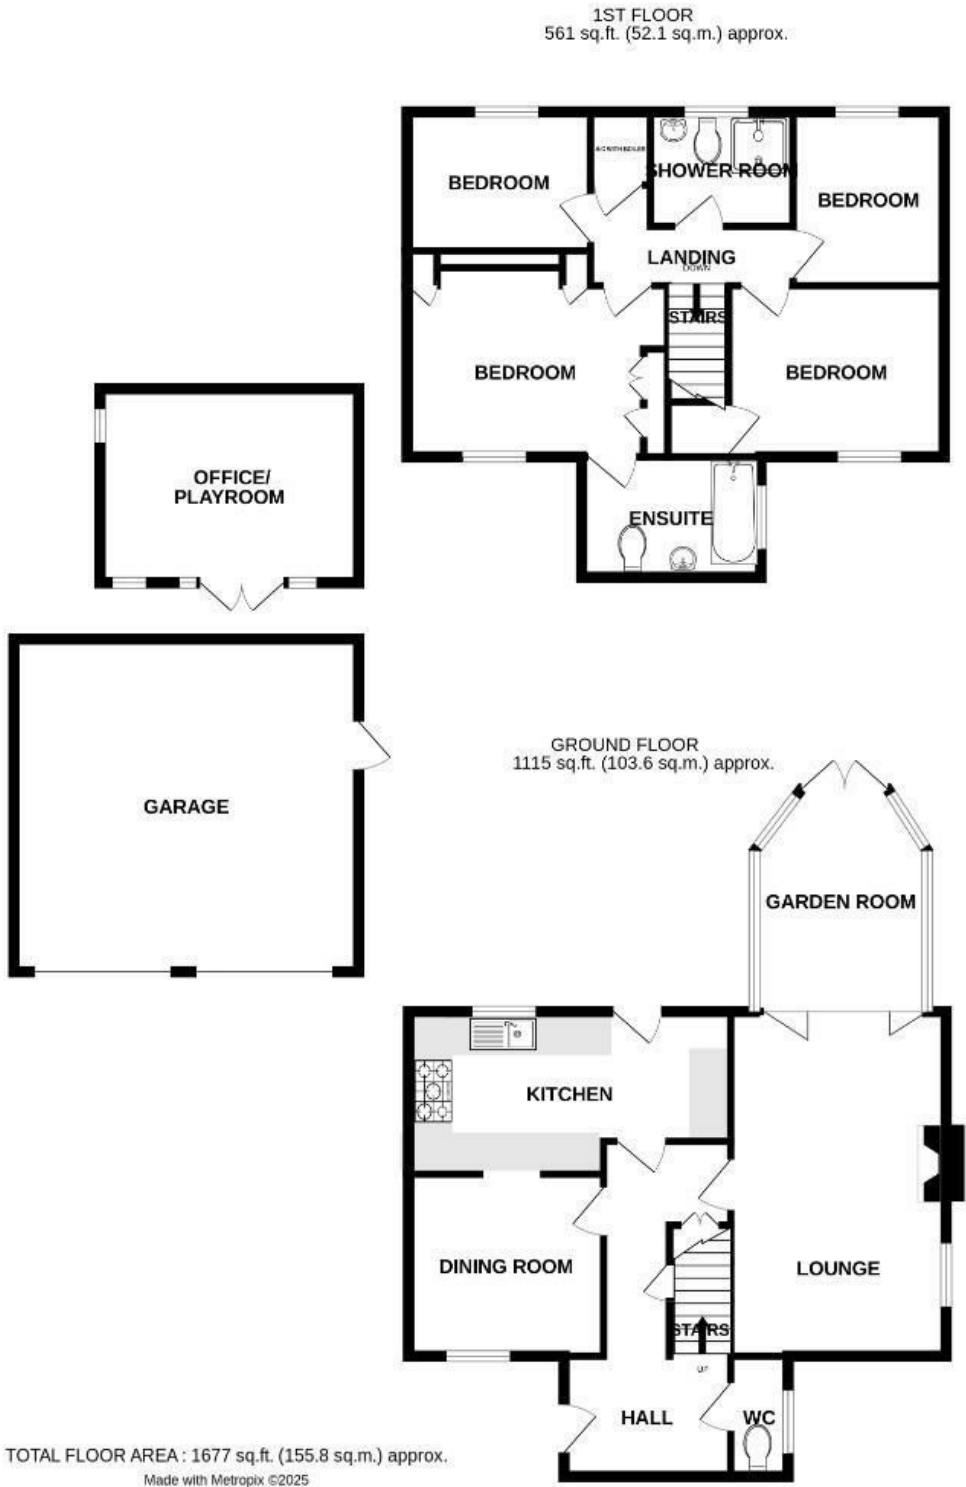 1ST FLOOR
561 sq.ft. (52.1 sq.m.) approx.
BEDROOM
SHOWER ROOM
BEDROOM
LANDING
DOWN
STAIRS
BEDROOM
BEDROOM
ENSUITE
OFFICE/
PLAYROOM
GARAGE
GROUND FLOOR
1115 sq.ft. (103.6 sq.m.) approx.
GARDEN ROOM
KITCHEN
DINING ROOM
LOUNGE
STAIRS
UP
HALL
WC
TOTAL FLOOR AREA : 1677 sq.ft. (155.8 sq.m.) approx.
Made with Metropix ©2025